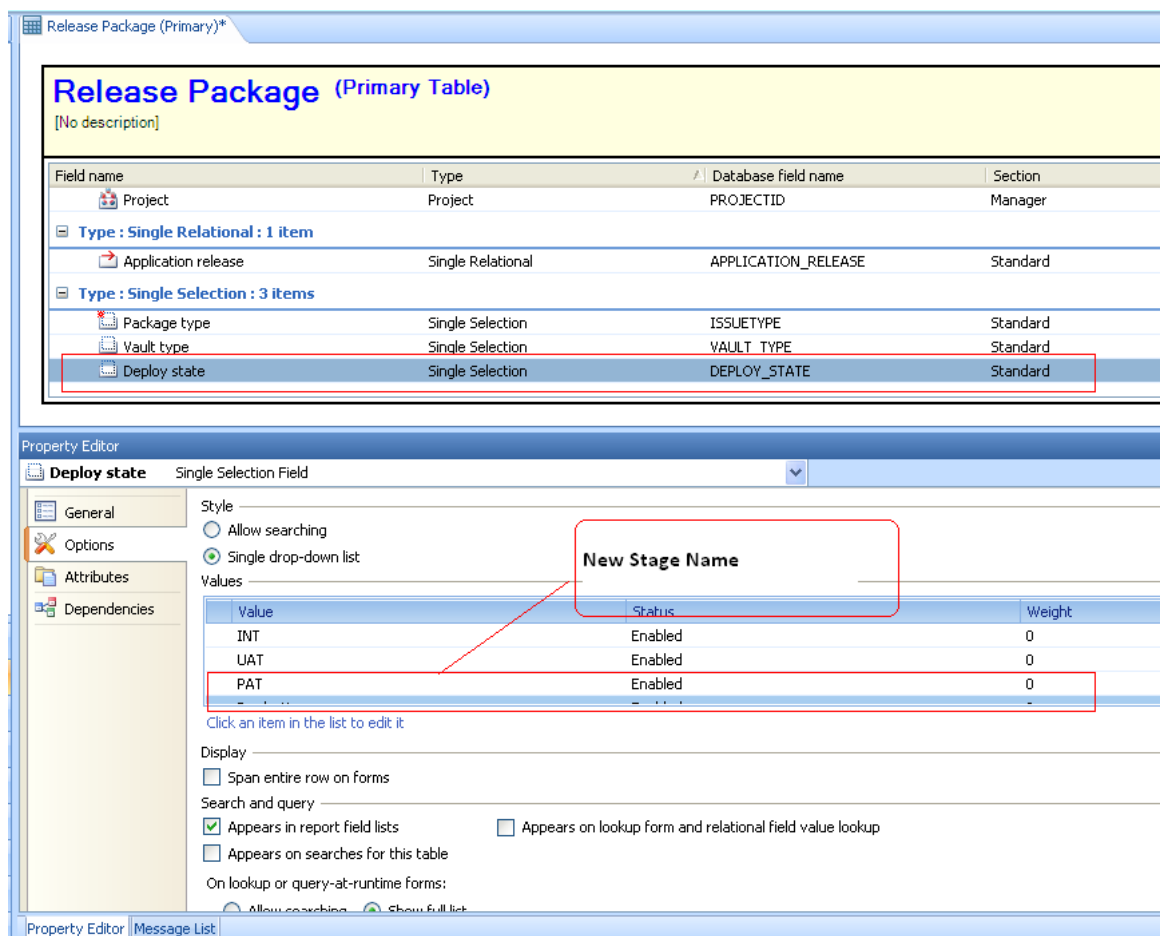 Release Package (Primary)*
Release Package (Primary Table)
[No description]
Field name Type Database field name Section
Project Project PROJECTID Manager
Type : Single Relational : 1 item
Application release Single Relational APPLICATION_RELEASE Standard
Type : Single Selection : 3 items
Package type Single Selection ISSUETYPE Standard
Vault type Single Selection VAULT_TYPE Standard
Deploy state Single Selection DEPLOY_STATE Standard
Property Editor
Deploy state Single Selection Field
General
Options
Attributes
Dependencies
Style
Allow searching
Single drop-down list
New Stage Name
Values
Value Status Weight
INT Enabled 0
UAT Enabled 0
PAT Enabled 0
Click an item in the list to edit it
Display
Span entire row on forms
Search and query
Appears in report field lists Appears on lookup form and relational field value lookup
Appears on searches for this table
On lookup or query-at-runtime forms:
Allow searching Show full list
Property Editor Message List